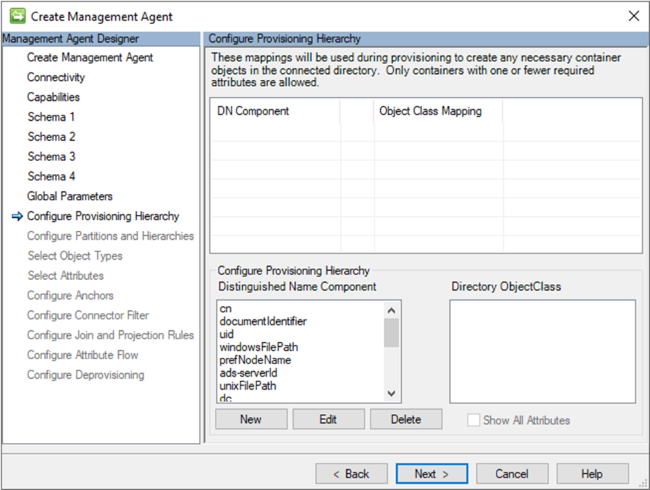 Create Management Agent
Management Agent Designer
Create Management Agent
Connectivity
Capabilities
Schema 1
Schema 2
Schema 3
Schema 4
Global Parameters
Configure Provisioning Hierarchy
Configure Partitions and Hierarchies
Select Object Types
Select Attributes
Configure Anchors
Configure Connector Filter
Configure Join and Projection Rules
Configure Attribute Flow
Configure Deprovisioning
Configure Provisioning Hierarchy
These mappings will be used during provisioning to create any necessary container
objects in the connected directory. Only containers with one or fewer required
attributes are allowed.
DN Component
Object Class Mapping
Configure Provisioning Hierarchy
Distinguished Name Component
Directory ObjectClass
cn
documentIdentifier
uid
windowsFilePath
prefNodeName
ads-serverId
unixFilePath
dc
New
Edit
Delete
Show All Attributes
< Back
Next >
Cancel
Help